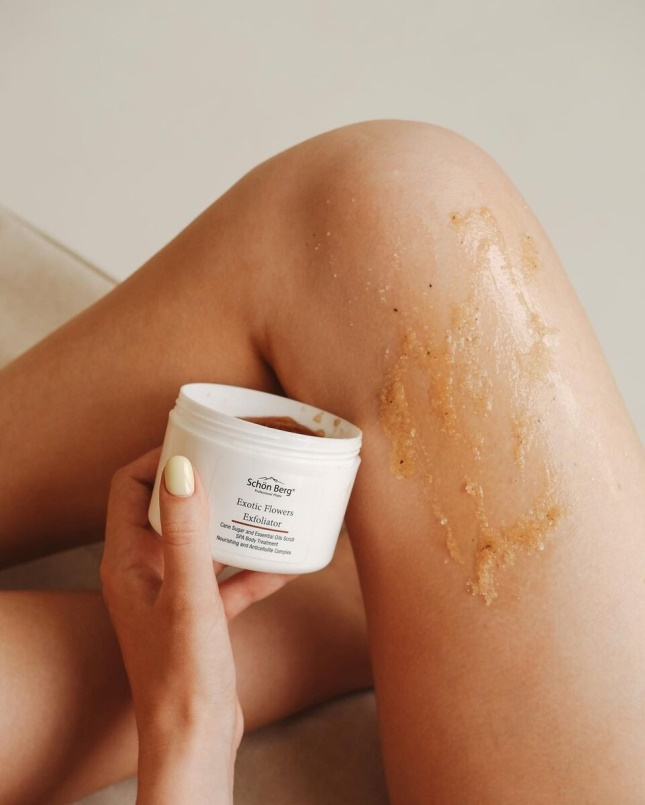 Schön Berg®
Professional Phyto
Exotic Flowers
Exfoliator
Cane Sugar and Essential Oils Scrub
SPA Body Treatment
Nourishing and Anticellulite Complex